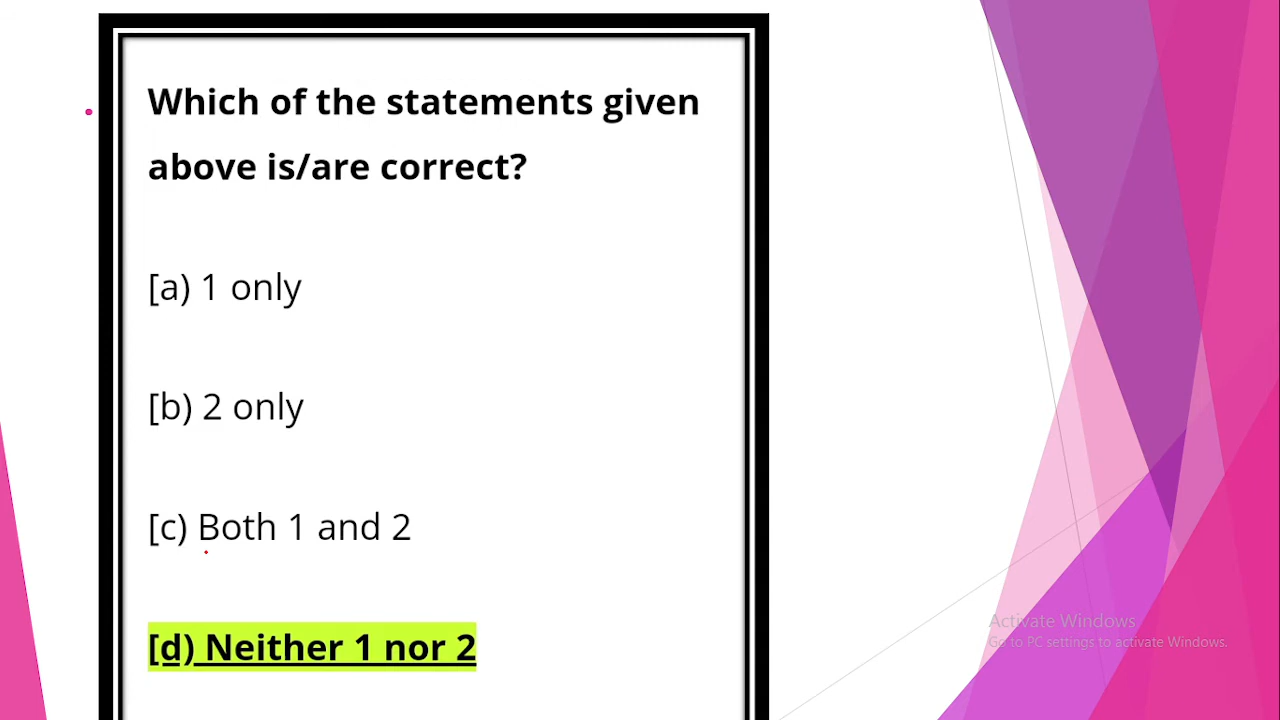 Which of the statements given
above is/are correct?
[a) 1 only
[b) 2 only
[c) Both 1 and 2
[d) Neither 1 nor 2
Activate Windows
Go to PC settings to activate Windows.